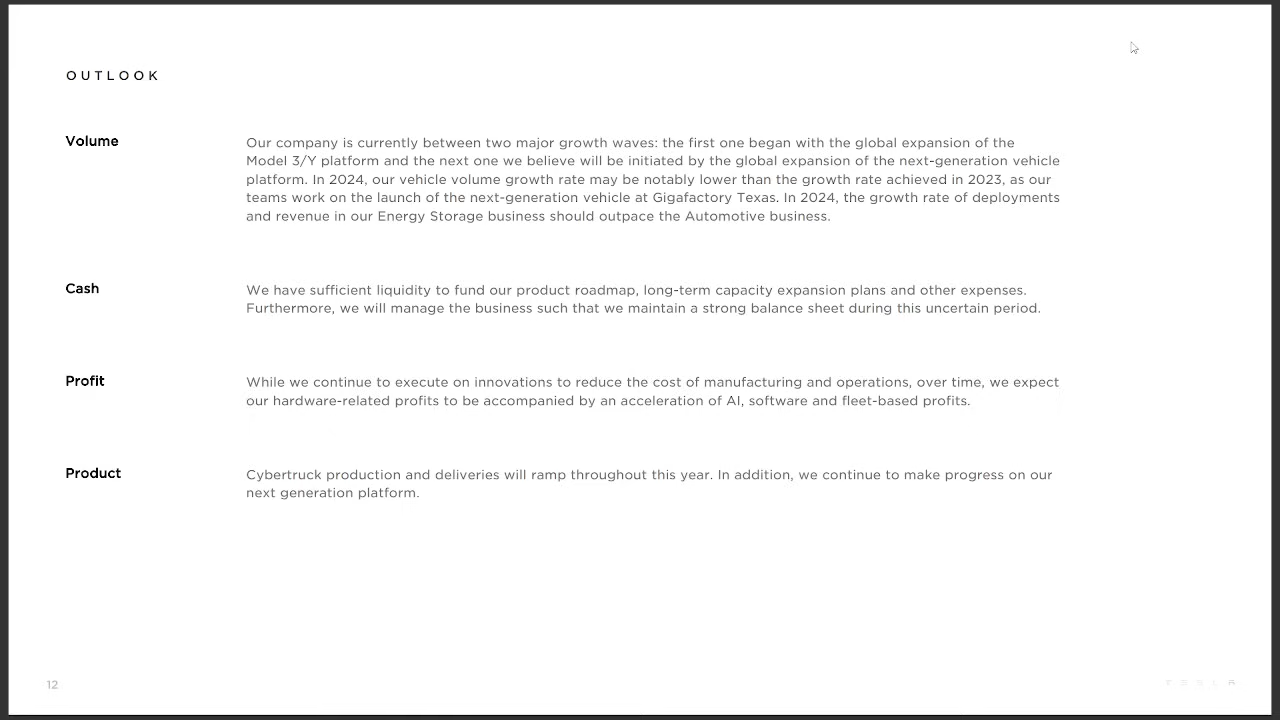 OUTLOOK
Volume
Our company is currently between two major growth waves: the first one began with the global expansion of the
Model 3/Y platform and the next one we believe will be initiated by the global expansion of the next-generation vehicle
platform. In 2024, our vehicle volume growth rate may be notably lower than the growth rate achieved in 2023, as our
teams work on the launch of the next-generation vehicle at Gigafactory Texas. In 2024, the growth rate of deployments
and revenue in our Energy Storage business should outpace the Automotive business.
Cash
We have sufficient liquidity to fund our product roadmap, long-term capacity expansion plans and other expenses.
Furthermore, we will manage the business such that we maintain a strong balance sheet during this uncertain period.
Profit
While we continue to execute on innovations to reduce the cost of manufacturing and operations, over time, we expect
our hardware-related profits to be accompanied by an acceleration of AI, software and fleet-based profits.
Product
Cybertruck production and deliveries will ramp throughout this year. In addition, we continue to make progress on our
next generation platform.
12